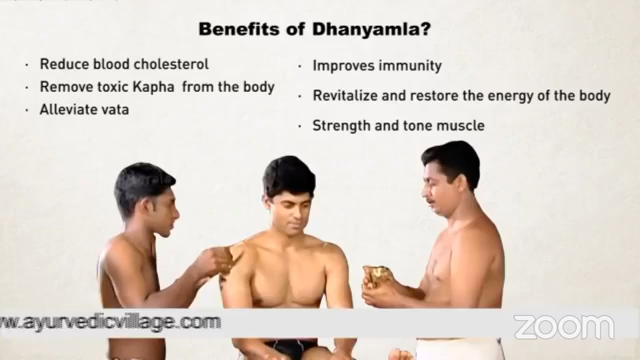 Benefits of Dhanyamla?
· Reduce blood cholesterol
· Remove toxic Kapha from the body
· Alleviate vata
· Improves immunity
· Revitalize and restore the energy of the body
· Strength and tone muscle
w.ayurvedicvillage.com
zoom